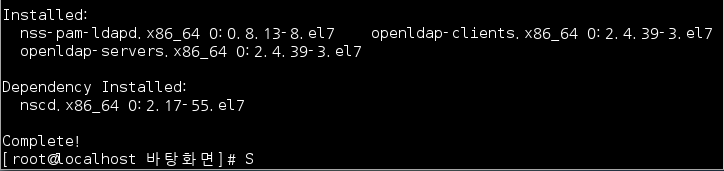 Installed:
nss-pam-ldapd.x86_64 0:0.8.13-8.el7    openldap-clients.x86_64 0:2.4.39-3.el7
openldap-servers.x86_64 0:2.4.39-3.el7
Dependency Installed:
nscd.x86_64 0:2.17-55.el7
Complete!
[root@localhost 바탕화면]# S